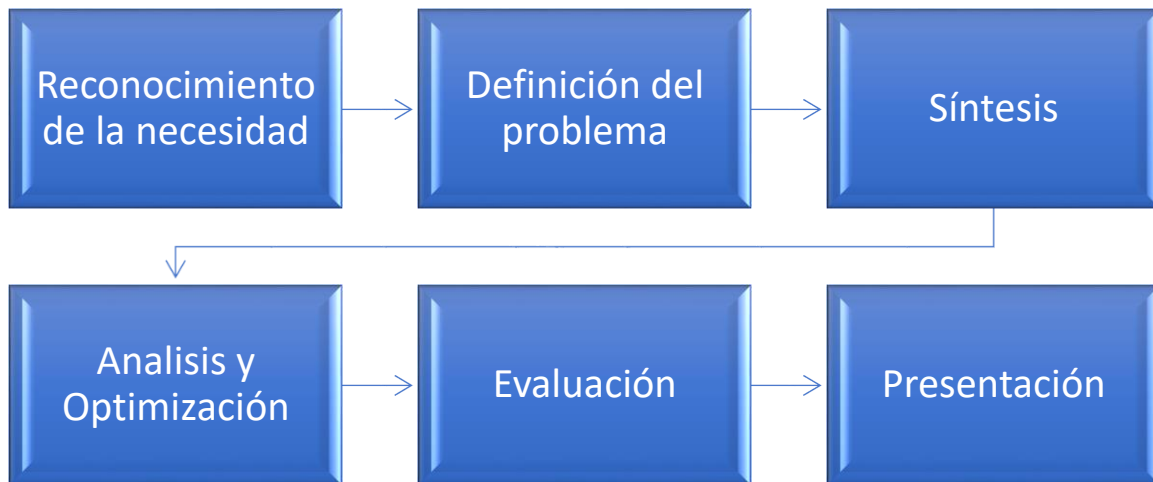 Reconocimiento
de la necesidad
Definición del
problema
Síntesis
Analisis y
Optimización
Evaluación
Presentación